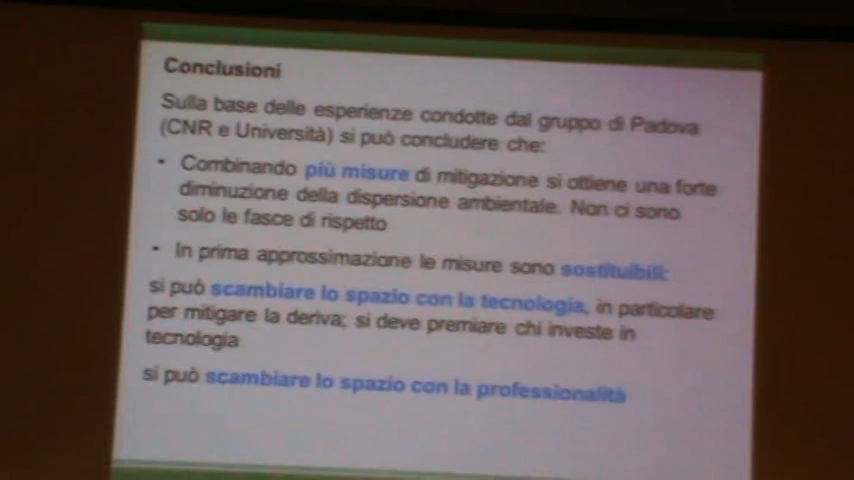 Conclusioni
Sulla base delle esperienze condotte dal gruppo di Padova
(CNR e Università) si può concludere che:
• Combinando più misure di mitigazione si ottiene una forte
diminuzione della dispersione ambientale. Non ci sono
solo le fasce di rispetto
• In prima approssimazione le misure sono sostituibili:
si può scambiare lo spazio con la tecnologia, in particolare
per mitigare la deriva; si deve premiare chi investe in
tecnologia
si può scambiare lo spazio con la professionalità